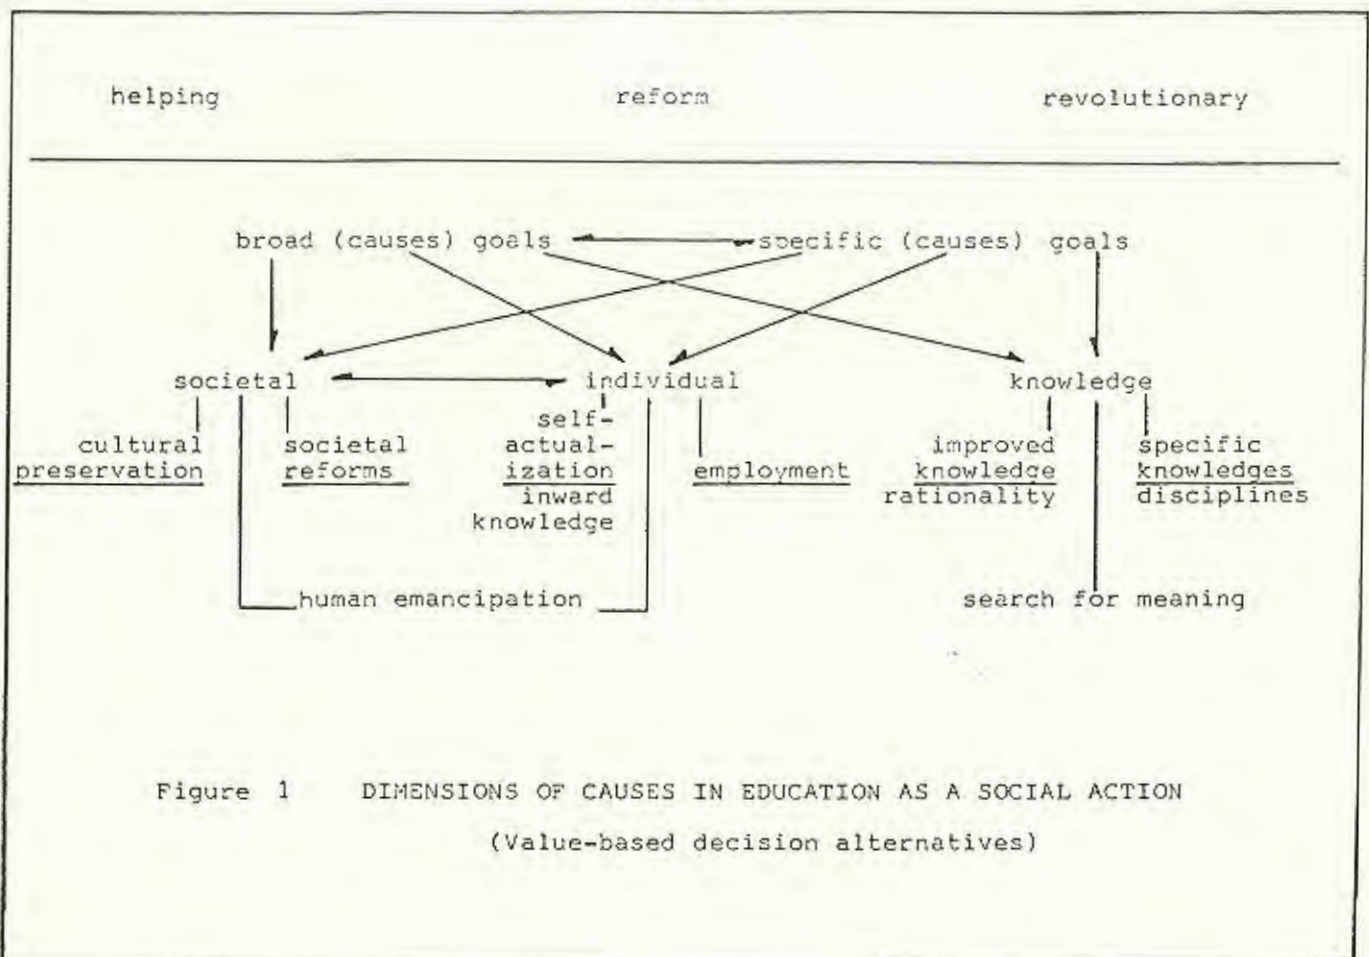 helping reform revolutionary
broad (causes) goals specific (causes) goals
societal individual knowledge
cultural
preservation
societal
reforms
self-
actual-
ization
inward
knowledge
employment
improved
knowledge
rationality
specific
knowledges
disciplines
human emancipation
search for meaning
Figure 1 DIMENSIONS OF CAUSES IN EDUCATION AS A SOCIAL ACTION
(Value-based decision alternatives)